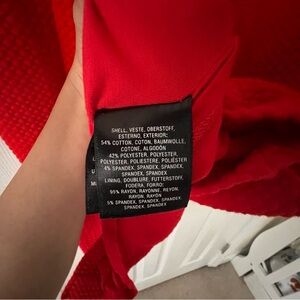 SHELL, VESTE, OBERSTOFF,
ESTERNO, EXTERIOR:
54% COTTON, COTON, BAUMWOLLE,
COTONE, ALGODÓN
42% POLYESTER, POLYESTER,
POLYESTER, POLIESTERE, POLIÉSTER
4% SPANDEX, SPANDEX,
SPANDEX, SPANDEX, SPANDEX
LINING, DOUBLURE, FUTTERSTOFF,
FODERA, FORRO:
95% RAYON, RAYONNE, REYON,
RAYON, RAYON
5% SPANDEX, SPANDEX,
SPANDEX, SPANDEX, SPANDEX